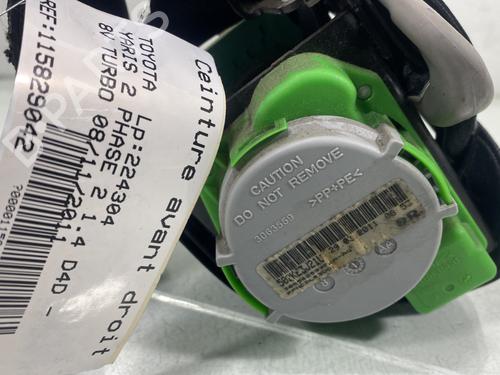 Ceinture avant droit
Lp:224304
TOYOTA
YARIS 2 PHASE 2 1.4 D4D -
8V TURBO 08/11/2011
REF:115829042
CAUTION
DO NOT REMOVE
>PP+PE<
3063569